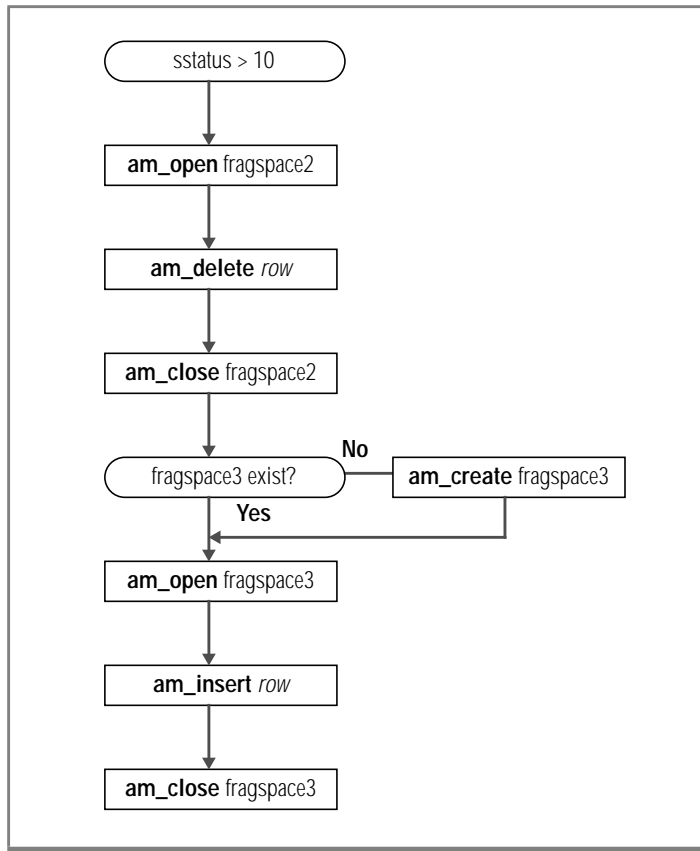 sstatus > 10
am_open fragspace2
am_delete row
am_close fragspace2
fragspace3 exist?
No
am_create fragspace3
Yes
am_open fragspace3
am_insert row
am_close fragspace3